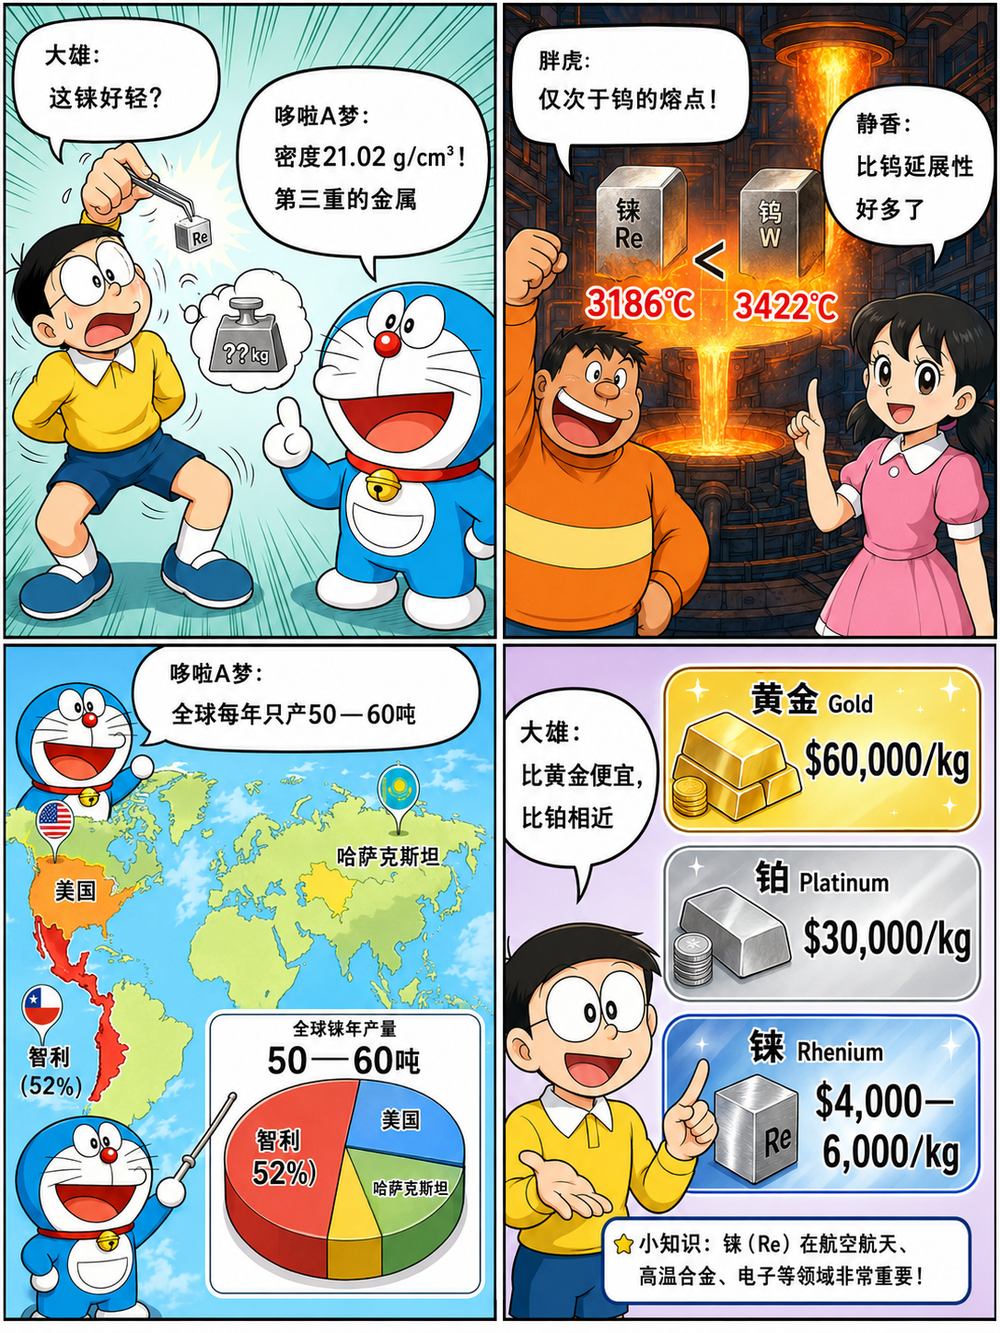 大雄：
这铼好轻？
哆啦A梦：
密度21.02 g/cm³！
第三重的金属
Re
??kg
胖虎：
仅次于钨的熔点！
静香：
比钨延展性
好多了
铼
Re
<
钨
W
3186℃
3422℃
哆啦A梦：
全球每年只产50—60吨
哈萨克斯坦
美国
智利
(52%)
全球铼年产量
50—60吨
智利
52%)
美国
哈萨克斯坦
大雄：
比黄金便宜，
比铂相近
黄金 Gold
$60,000/kg
铂 Platinum
$30,000/kg
铼 Rhenium
Re
$4,000—
6,000/kg
小知识：铼（Re）在航空航天、
高温合金、电子等领域非常重要！